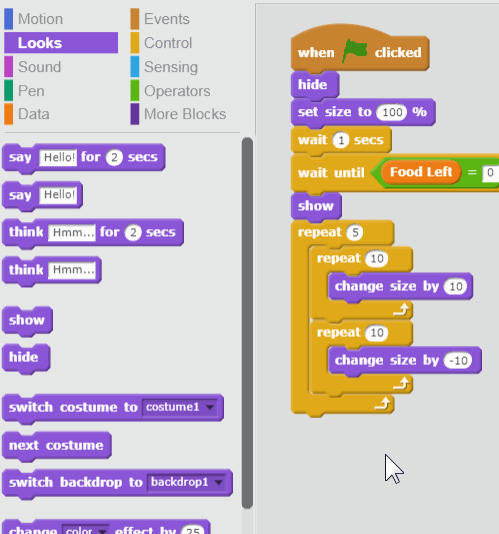 Motion
Looks
Sound
Pen
Data
Events
Control
Sensing
Operators
More Blocks
say Hello! for 2 secs
say Hello!
think Hmm... for 2 secs
think Hmm...
show
hide
switch costume to costume1
next costume
switch backdrop to backdrop1
change color effect by 25
when clicked
hide
set size to 100 %
wait 1 secs
wait until Food Left = 0
show
repeat 5
repeat 10
change size by 10
repeat 10
change size by -10